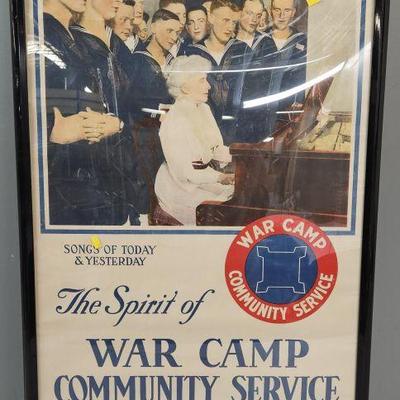 SONGS OF TODAY
& YESTERDAY
WAR CAMP
COMMUNITY SERVICE
The Spirit of
WAR CAMP
COMMUNITY SERVICE